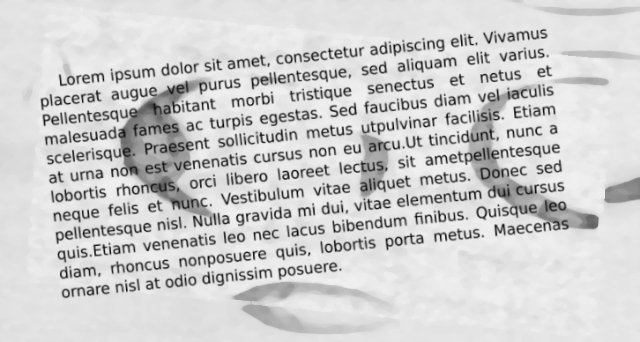 Lorem ipsum dolor sit amet, consectetur adipiscing elit. Vivamus
placerat augue vel purus pellentesque, sed aliquam elit varius.
Pellentesque habitant morbi tristique senectus et netus et
malesuada fames ac turpis egestas. Sed faucibus diam vel iaculis
scelerisque. Praesent sollicitudin metus utpulvinar facilisis. Etiam
at urna non est venenatis cursus non eu arcu.Ut tincidunt, nunc a
lobortis rhoncus, orci libero laoreet lectus, sit ametpellentesque
neque felis et nunc. Vestibulum vitae aliquet metus. Donec sed
pellentesque nisl. Nulla gravida mi dui, vitae elementum dui cursus
quis.Etiam venenatis leo nec lacus bibendum finibus. Quisque leo
diam, rhoncus nonposuere quis, lobortis porta metus. Maecenas
ornare nisl at odio dignissim posuere.